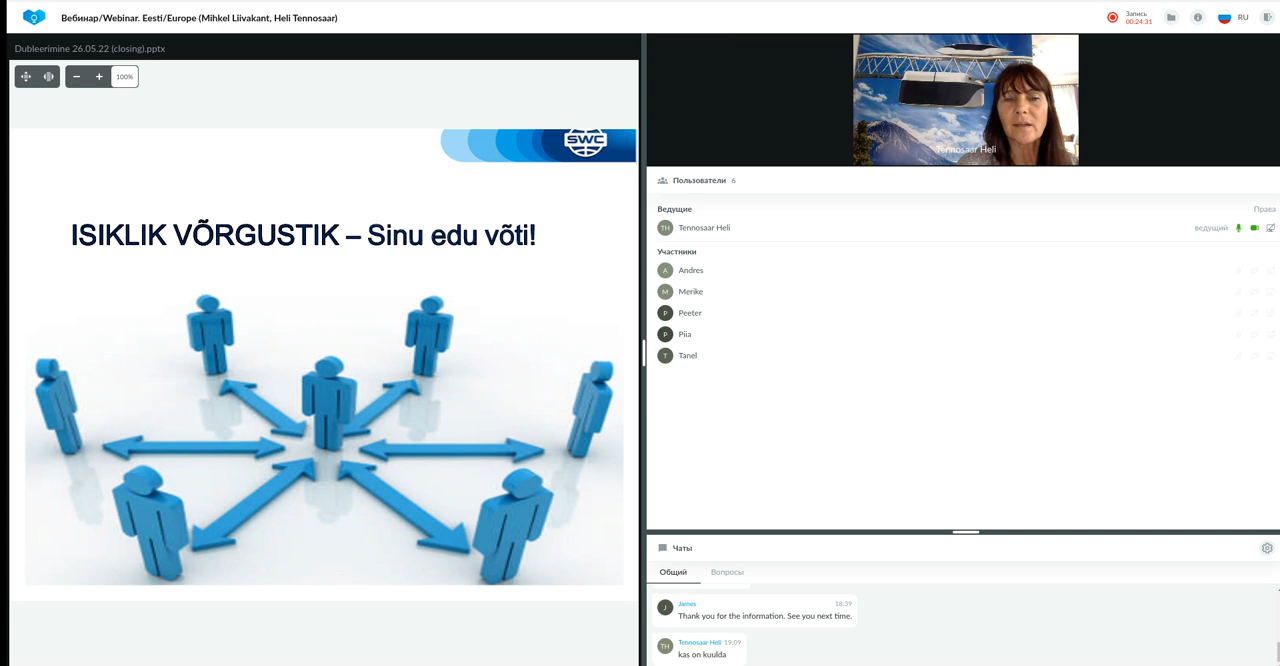 Вебинар/Webinar. Eesti/Europe (Mihkel Liivakant, Heli Tennosaar)
Запись
00:24:31
RU
Dubleerimine 26.05.22 (closing).pptx
100%
SWC
ISIKLIK VÕRGUSTIK – Sinu edu võti!
Tennosaar Heli
Пользователи 6
Ведущие
Права
TH Tennosaar Heli
ведущий
Участники
A Andres
M Merike
P Peeter
P Piia
T Tanel
Чаты
Общий
Вопросы
J James 18:39
Thank you for the information. See you next time.
TH Tennosaar Heli 19:09
kas on kuulda